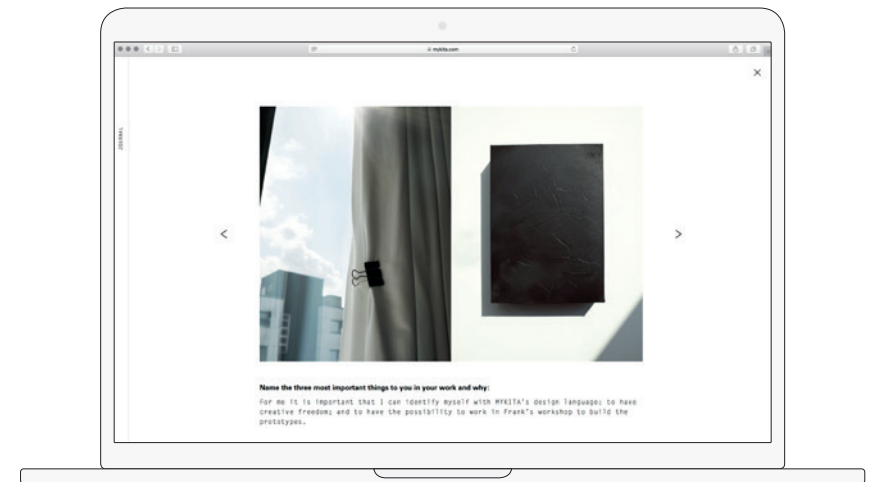 mykita.com
JOURNAL
Name the three most important things to you in your work and why:
For me it is important that I can identify myself with MYKITA's design language; to have
creative freedom; and to have the possibility to work in Frank's workshop to build the
prototypes.